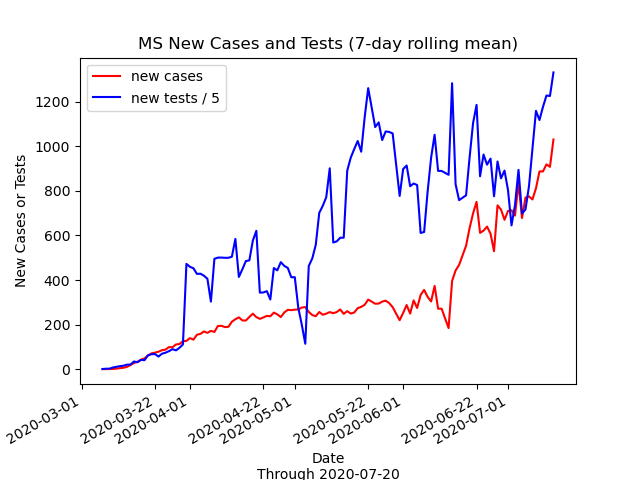 MS New Cases and Tests (7-day rolling mean)
new cases
new tests / 5
New Cases or Tests
1200
1000
800
600
400
200
0
2020-03-01
2020-03-22
2020-04-01
2020-04-22
2020-05-01
2020-05-22
2020-06-01
2020-06-22
2020-07-01
Date
Through 2020-07-20